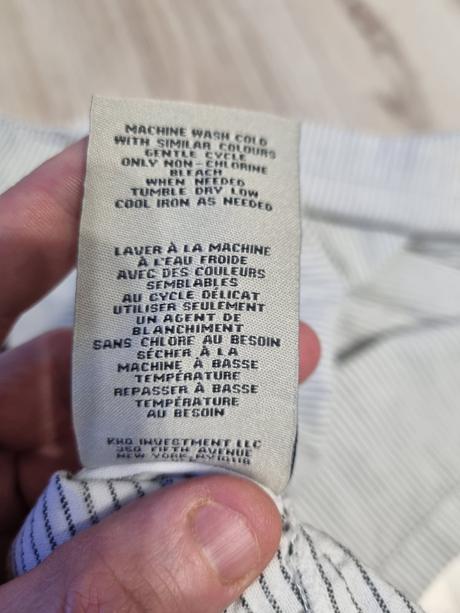 MACHINE WASH COLD
WITH SIMILAR COLOURS
GENTLE CYCLE
ONLY NON-CHLORINE
BLEACH
WHEN NEEDED
TUMBLE DRY LOW
COOL IRON AS NEEDED
LAVER À LA MACHINE
À L'EAU FROIDE
AVEC DES COULEURS
SEMBLABLES
AU CYCLE DÉLICAT
UTILISER SEULEMENT
UN AGENT DE
BLANCHIMENT
SANS CHLORE AU BESOIN
SÉCHER À LA
MACHINE À BASSE
TEMPÉRATURE
REPASSER À BASSE
TEMPÉRATURE
AU BESOIN
KHQ INVESTMENT LLC
350 FIFTH AVENUE
NEW YORK, NY10118